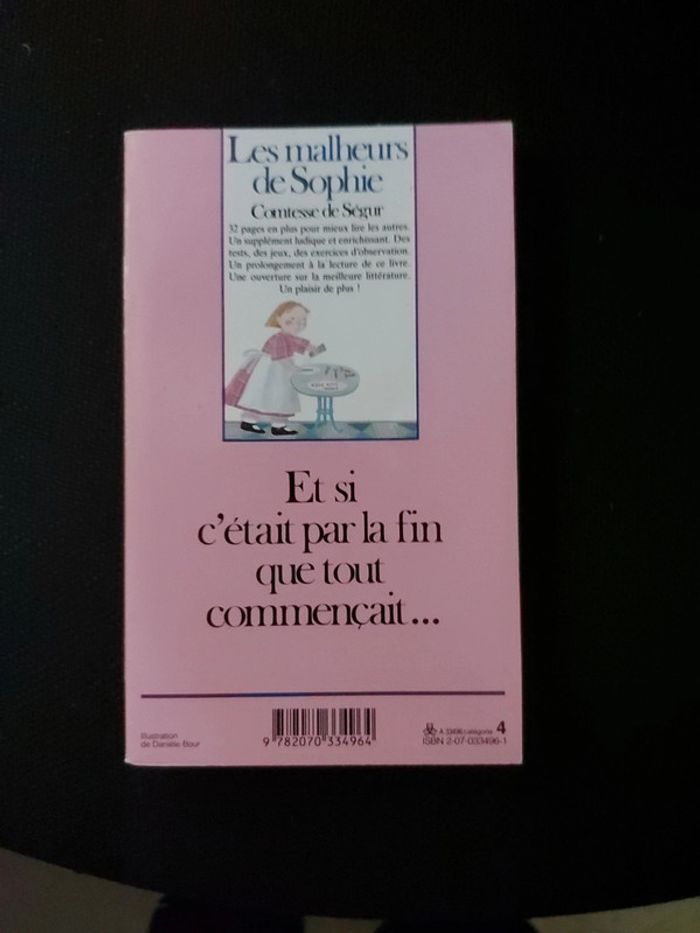 Les malheurs
de Sophie
Comtesse de Ségur
32 pages en plus pour mieux lire les autres.
Un supplément ludique et enrichissant. Des
tests, des jeux, des exercices d'observation.
Un prolongement à la lecture de ce livre.
Une ouverture sur la meilleure littérature.
Un plaisir de plus !
Et si
c'était par la fin
que tout
commençait...
Illustration
de Danièle Bour
9 782070 334964
A 33496 catégorie 4
ISBN 2-07-033496-1